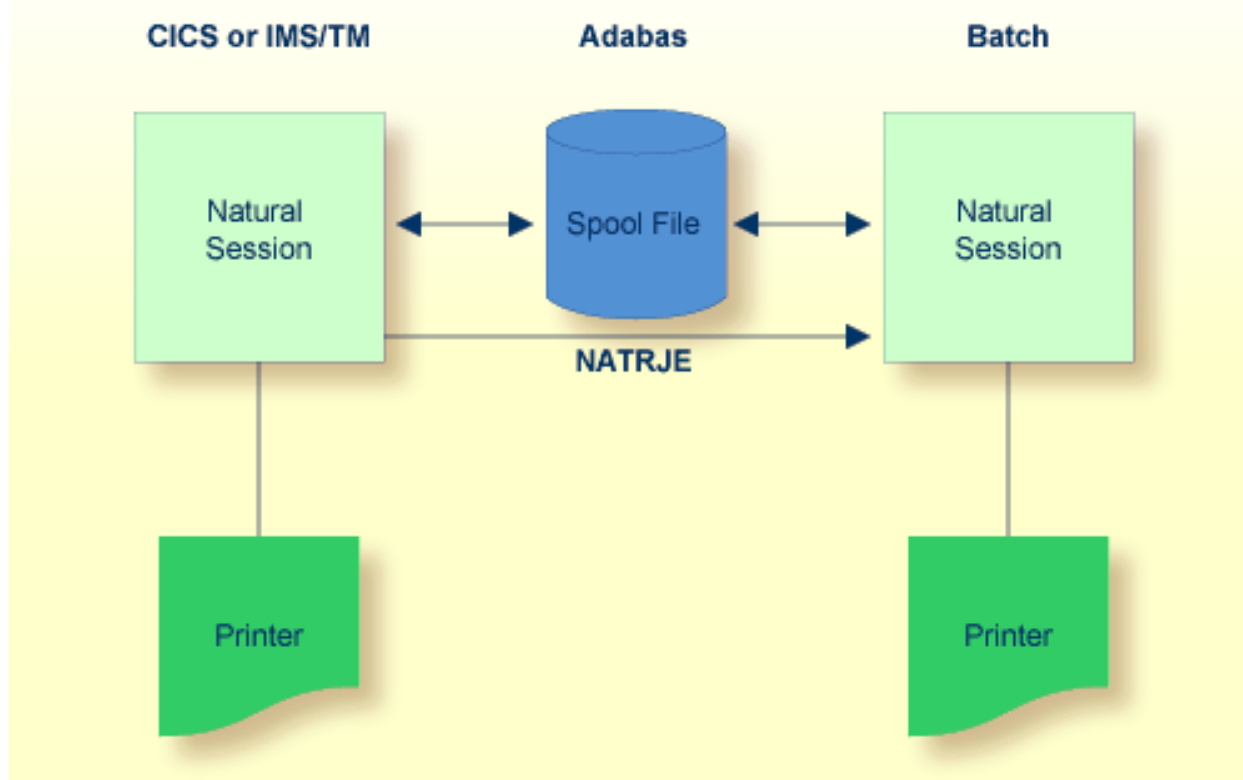 CICS or IMS/TM
Adabas
Batch
Natural
Session
Spool File
Natural
Session
NATRJE
Printer
Printer